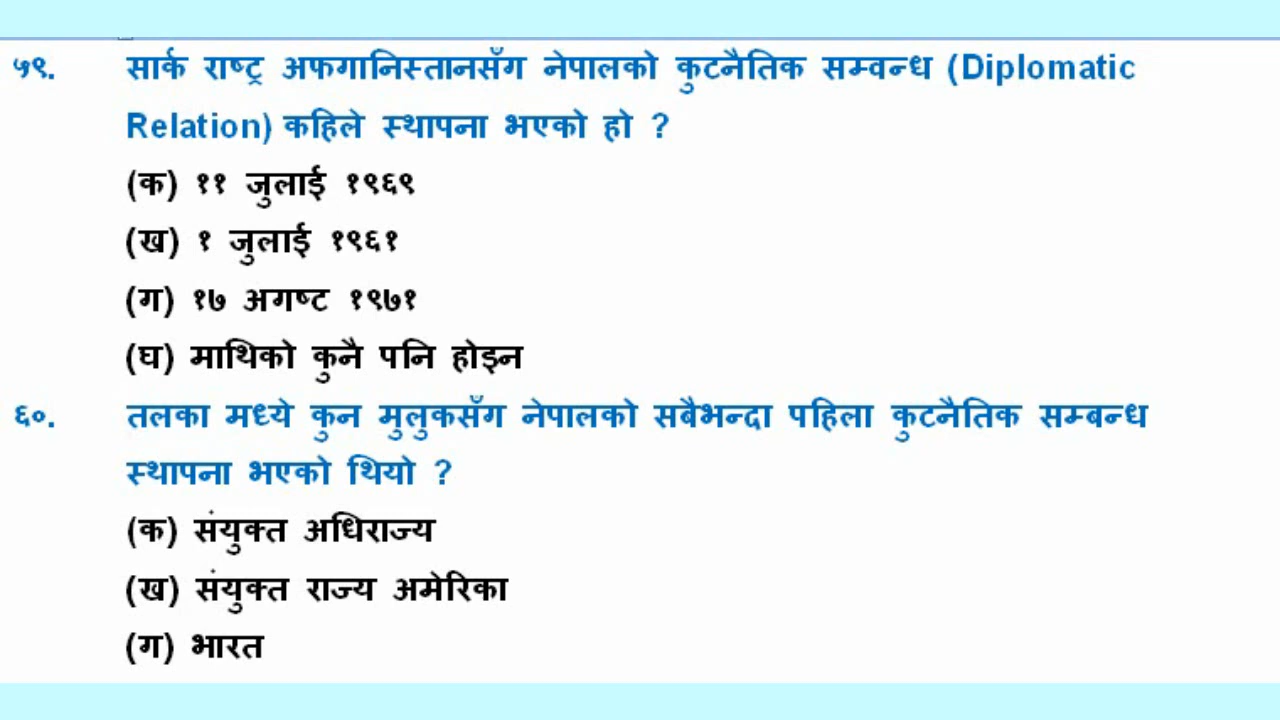 ५९. सार्क राष्ट्र अफगानिस्तानसँग नेपालको कुटनैतिक सम्वन्ध (Diplomatic
Relation) कहिले स्थापना भएको हो ?
(क) ११ जुलाई १९६९
(ख) १ जुलाई १९६१
(ग) १७ अगष्ट १९७१
(घ) माथिको कुनै पनि होइन
६०. तलका मध्ये कुन मुलुकसँग नेपालको सबैभन्दा पहिला कुटनैतिक सम्बन्ध
स्थापना भएको थियो ?
(क) संयुक्त अधिराज्य
(ख) संयुक्त राज्य अमेरिका
(ग) भारत